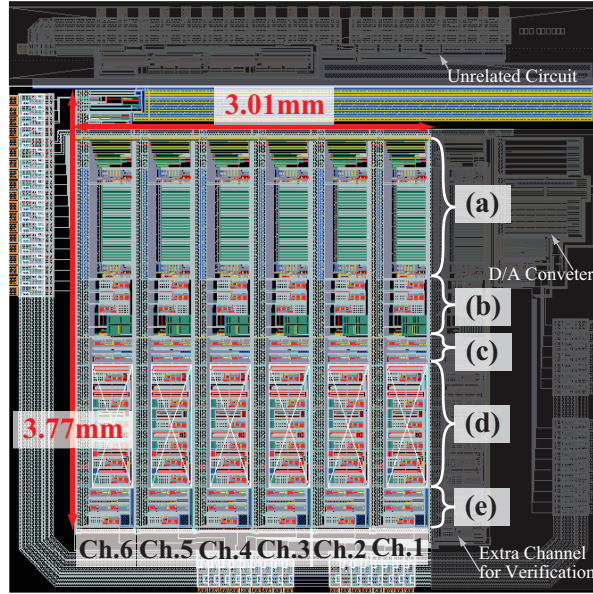 Unrelated Circuit
3.01mm
(a)
D/A Conveter
(b)
(c)
3.77mm
(d)
(e)
Ch.6 Ch.5 Ch.4 Ch.3 Ch.2 Ch.1
Extra Channel
for Verification